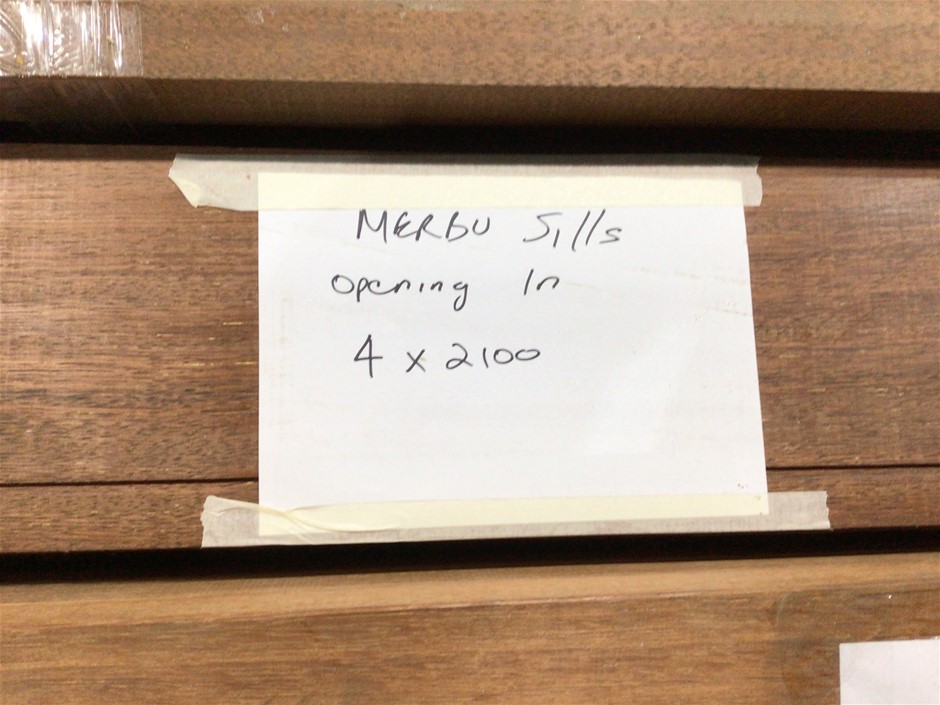 MERBU Sills
opening In
4 x 2100